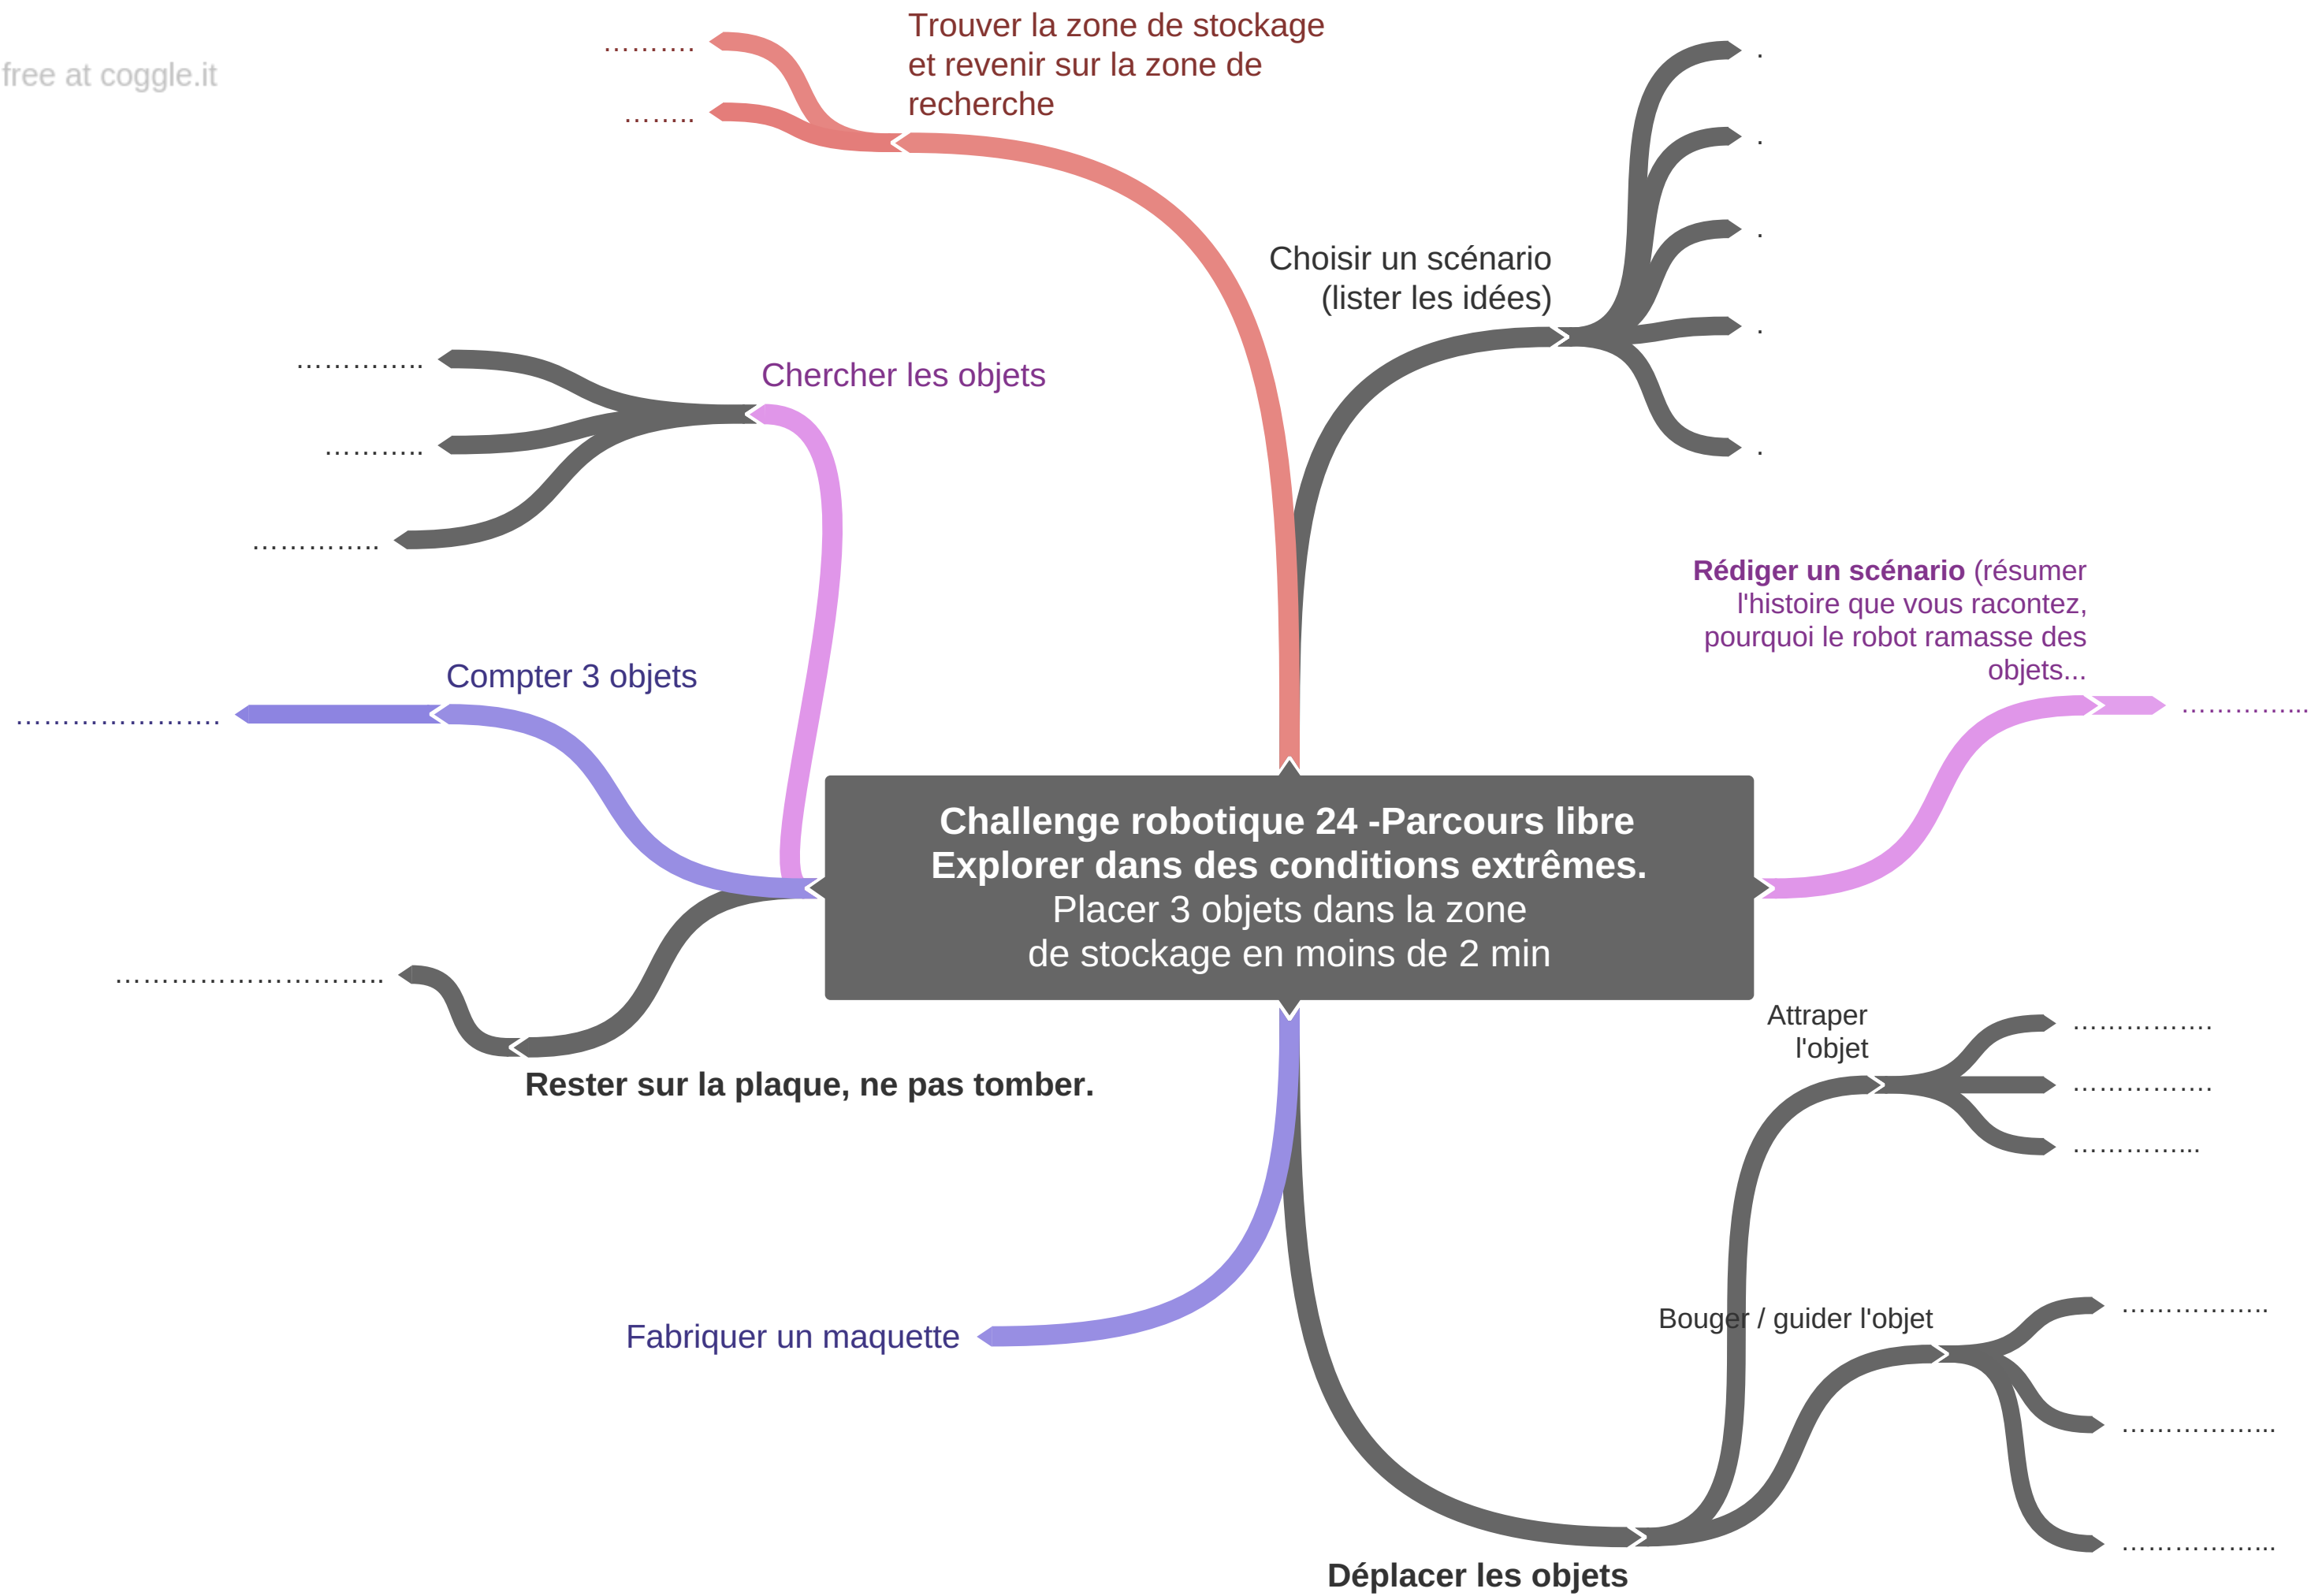 free at coggle.it
Trouver la zone de stockage
et revenir sur la zone de
recherche
……….
……..
Choisir un scénario
(lister les idées)
.
.
.
.
.
Chercher les objets
…………..
………..
…………..
Rédiger un scénario (résumer
l'histoire que vous racontez,
pourquoi le robot ramasse des
objets...
…………...
Compter 3 objets
………………….
Challenge robotique 24 -Parcours libre
Explorer dans des conditions extrêmes.
Placer 3 objets dans la zone
de stockage en moins de 2 min
………………………..
Rester sur la plaque, ne pas tomber.
Attraper
l'objet
…………….
…………….
…………...
Fabriquer un maquette
Bouger / guider l'objet
……………..
……………...
……………...
Déplacer les objets